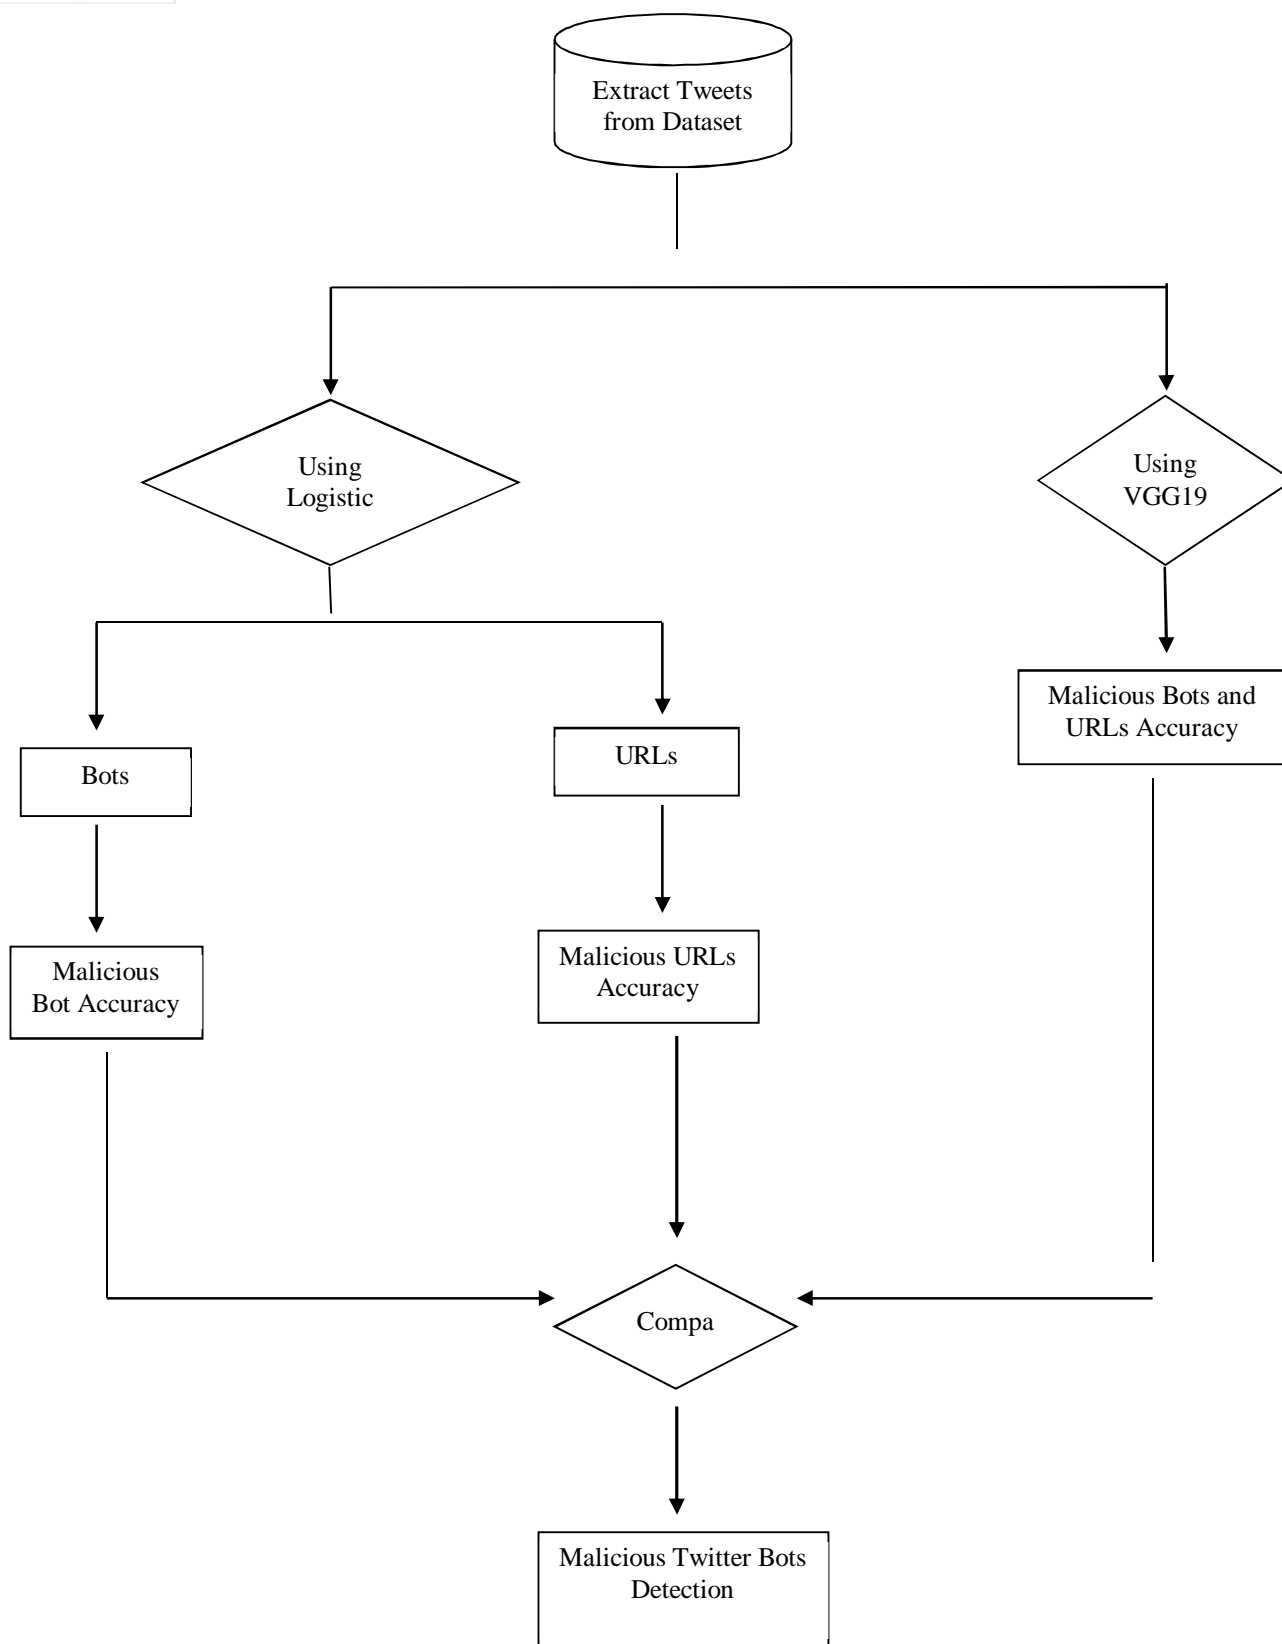 Extract Tweets
from Dataset
Using
Logistic
Using
VGG19
Malicious Bots and
URLs Accuracy
URLs
Bots
Malicious URLs
Accuracy
Malicious
Bot Accuracy
Compa
Malicious Twitter Bots
Detection